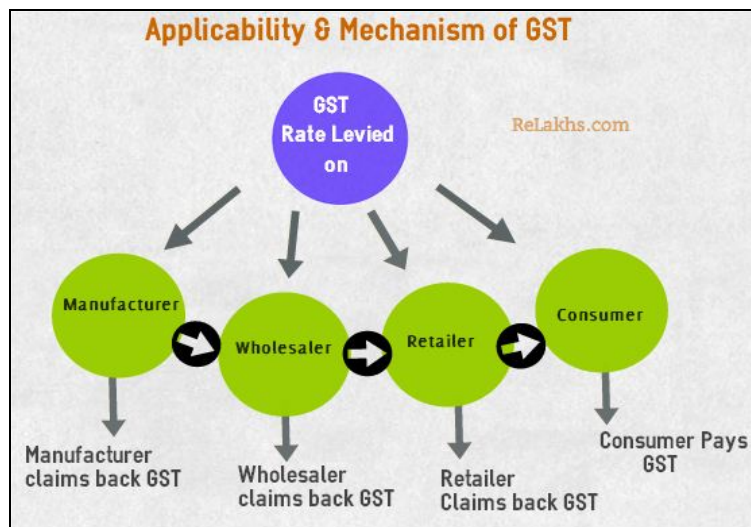 Applicability & Mechanism of GST
GST
Rate Levied
on
ReLakhs.com
Manufacturer
Wholesaler
Retailer
Consumer
Manufacturer
claims back GST
Wholesaler
claims back GST
Retailer
Claims back GST
Consumer Pays
GST